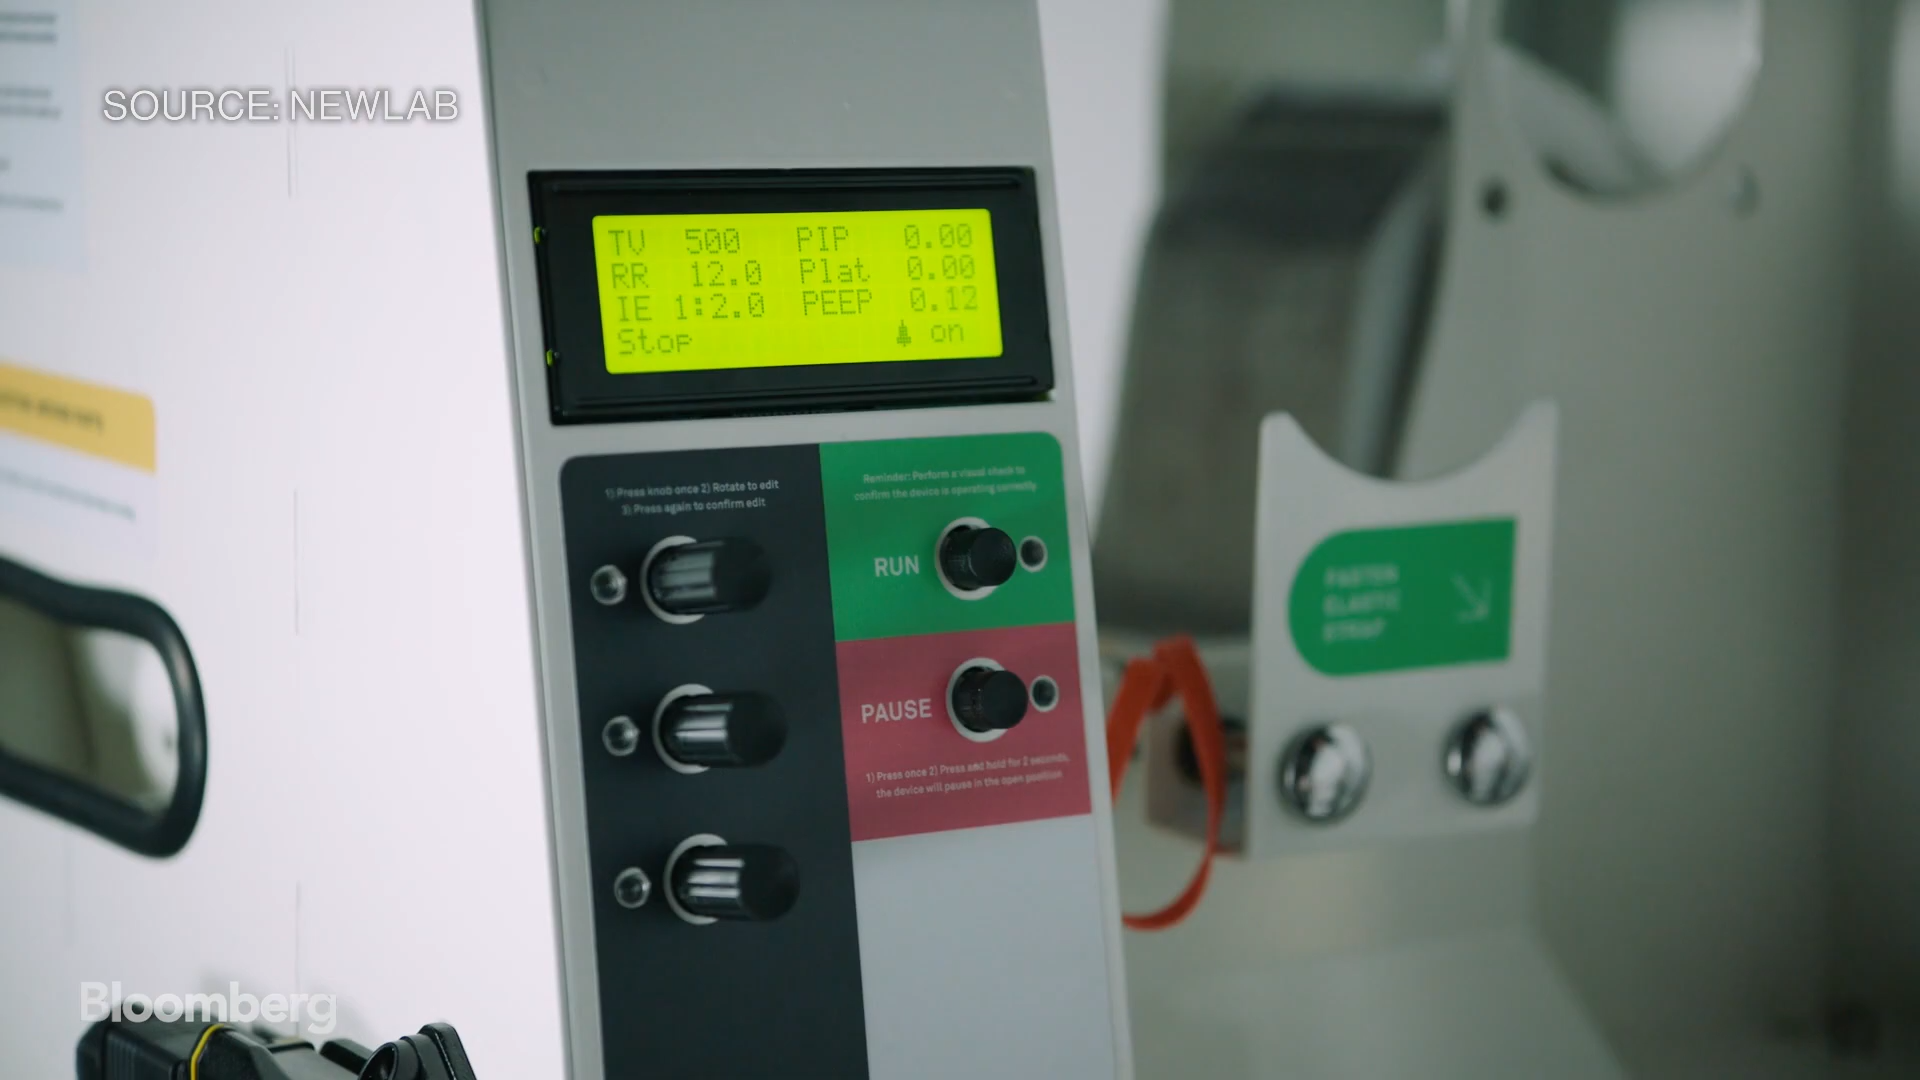 SOURCE: NEWLAB
TV 500 PIP 0.00
RR 12.0 Plat 0.00
IE 1:2.0 PEEP 0.12
Stop on
1) Press knob once 2) Rotate to edit
3) Press again to confirm edit
Reminder: Perform a visual check to
confirm the device is operating correctly
RUN
PAUSE
1) Press once 2) Press and hold for 2 seconds,
the device will pause in the open position
FASTEN
ELASTIC
STRAP
Bloomberg